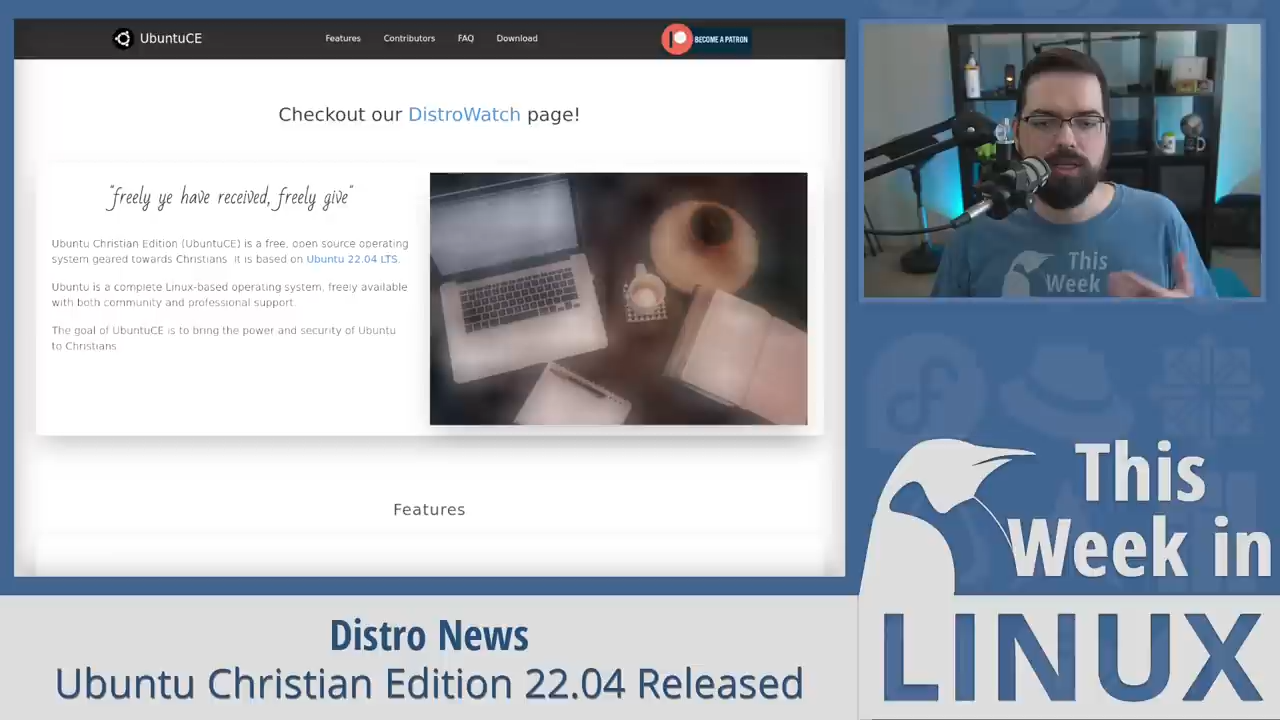 UbuntuCE
Features
Contributors
FAQ
Download
BECOME A PATRON
Checkout our DistroWatch page!
"freely ye have received, freely give"
Ubuntu Christian Edition (UbuntuCE) is a free, open source operating
system geared towards Christians. It is based on Ubuntu 22.04 LTS.
Ubuntu is a complete Linux-based operating system, freely available
with both community and professional support.
The goal of UbuntuCE is to bring the power and security of Ubuntu
to Christians
Features
This
Week
This
Week in
LINUX
Distro News
Ubuntu Christian Edition 22.04 Released